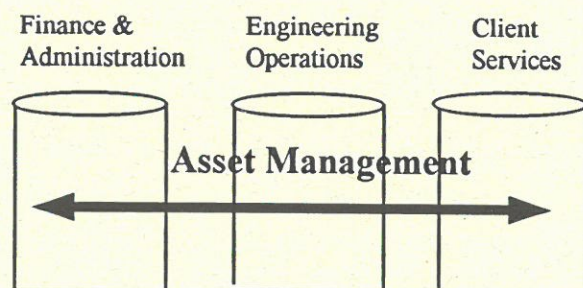 Finance &
Administration
Engineering
Operations
Client
Services
Asset Management